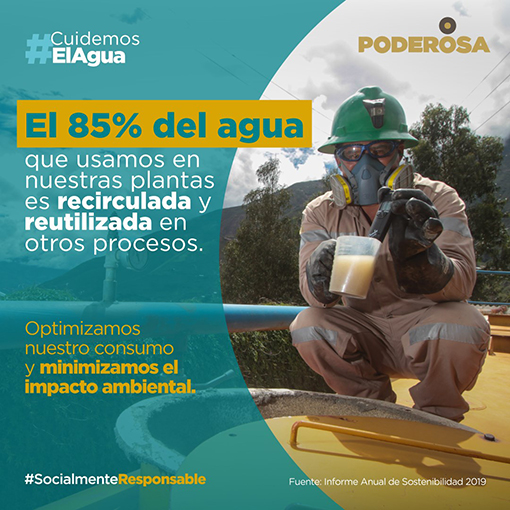 #Cuidemos
ElAgua
PODEROSA
El 85% del agua
que usamos en
nuestras plantas
es recirculada y
reutilizada en
otros procesos.
Optimizamos
nuestro consumo
y minimizamos el
impacto ambiental.
#SocialmenteResponsable
Fuente: Informe Anual de Sostenibilidad 2019